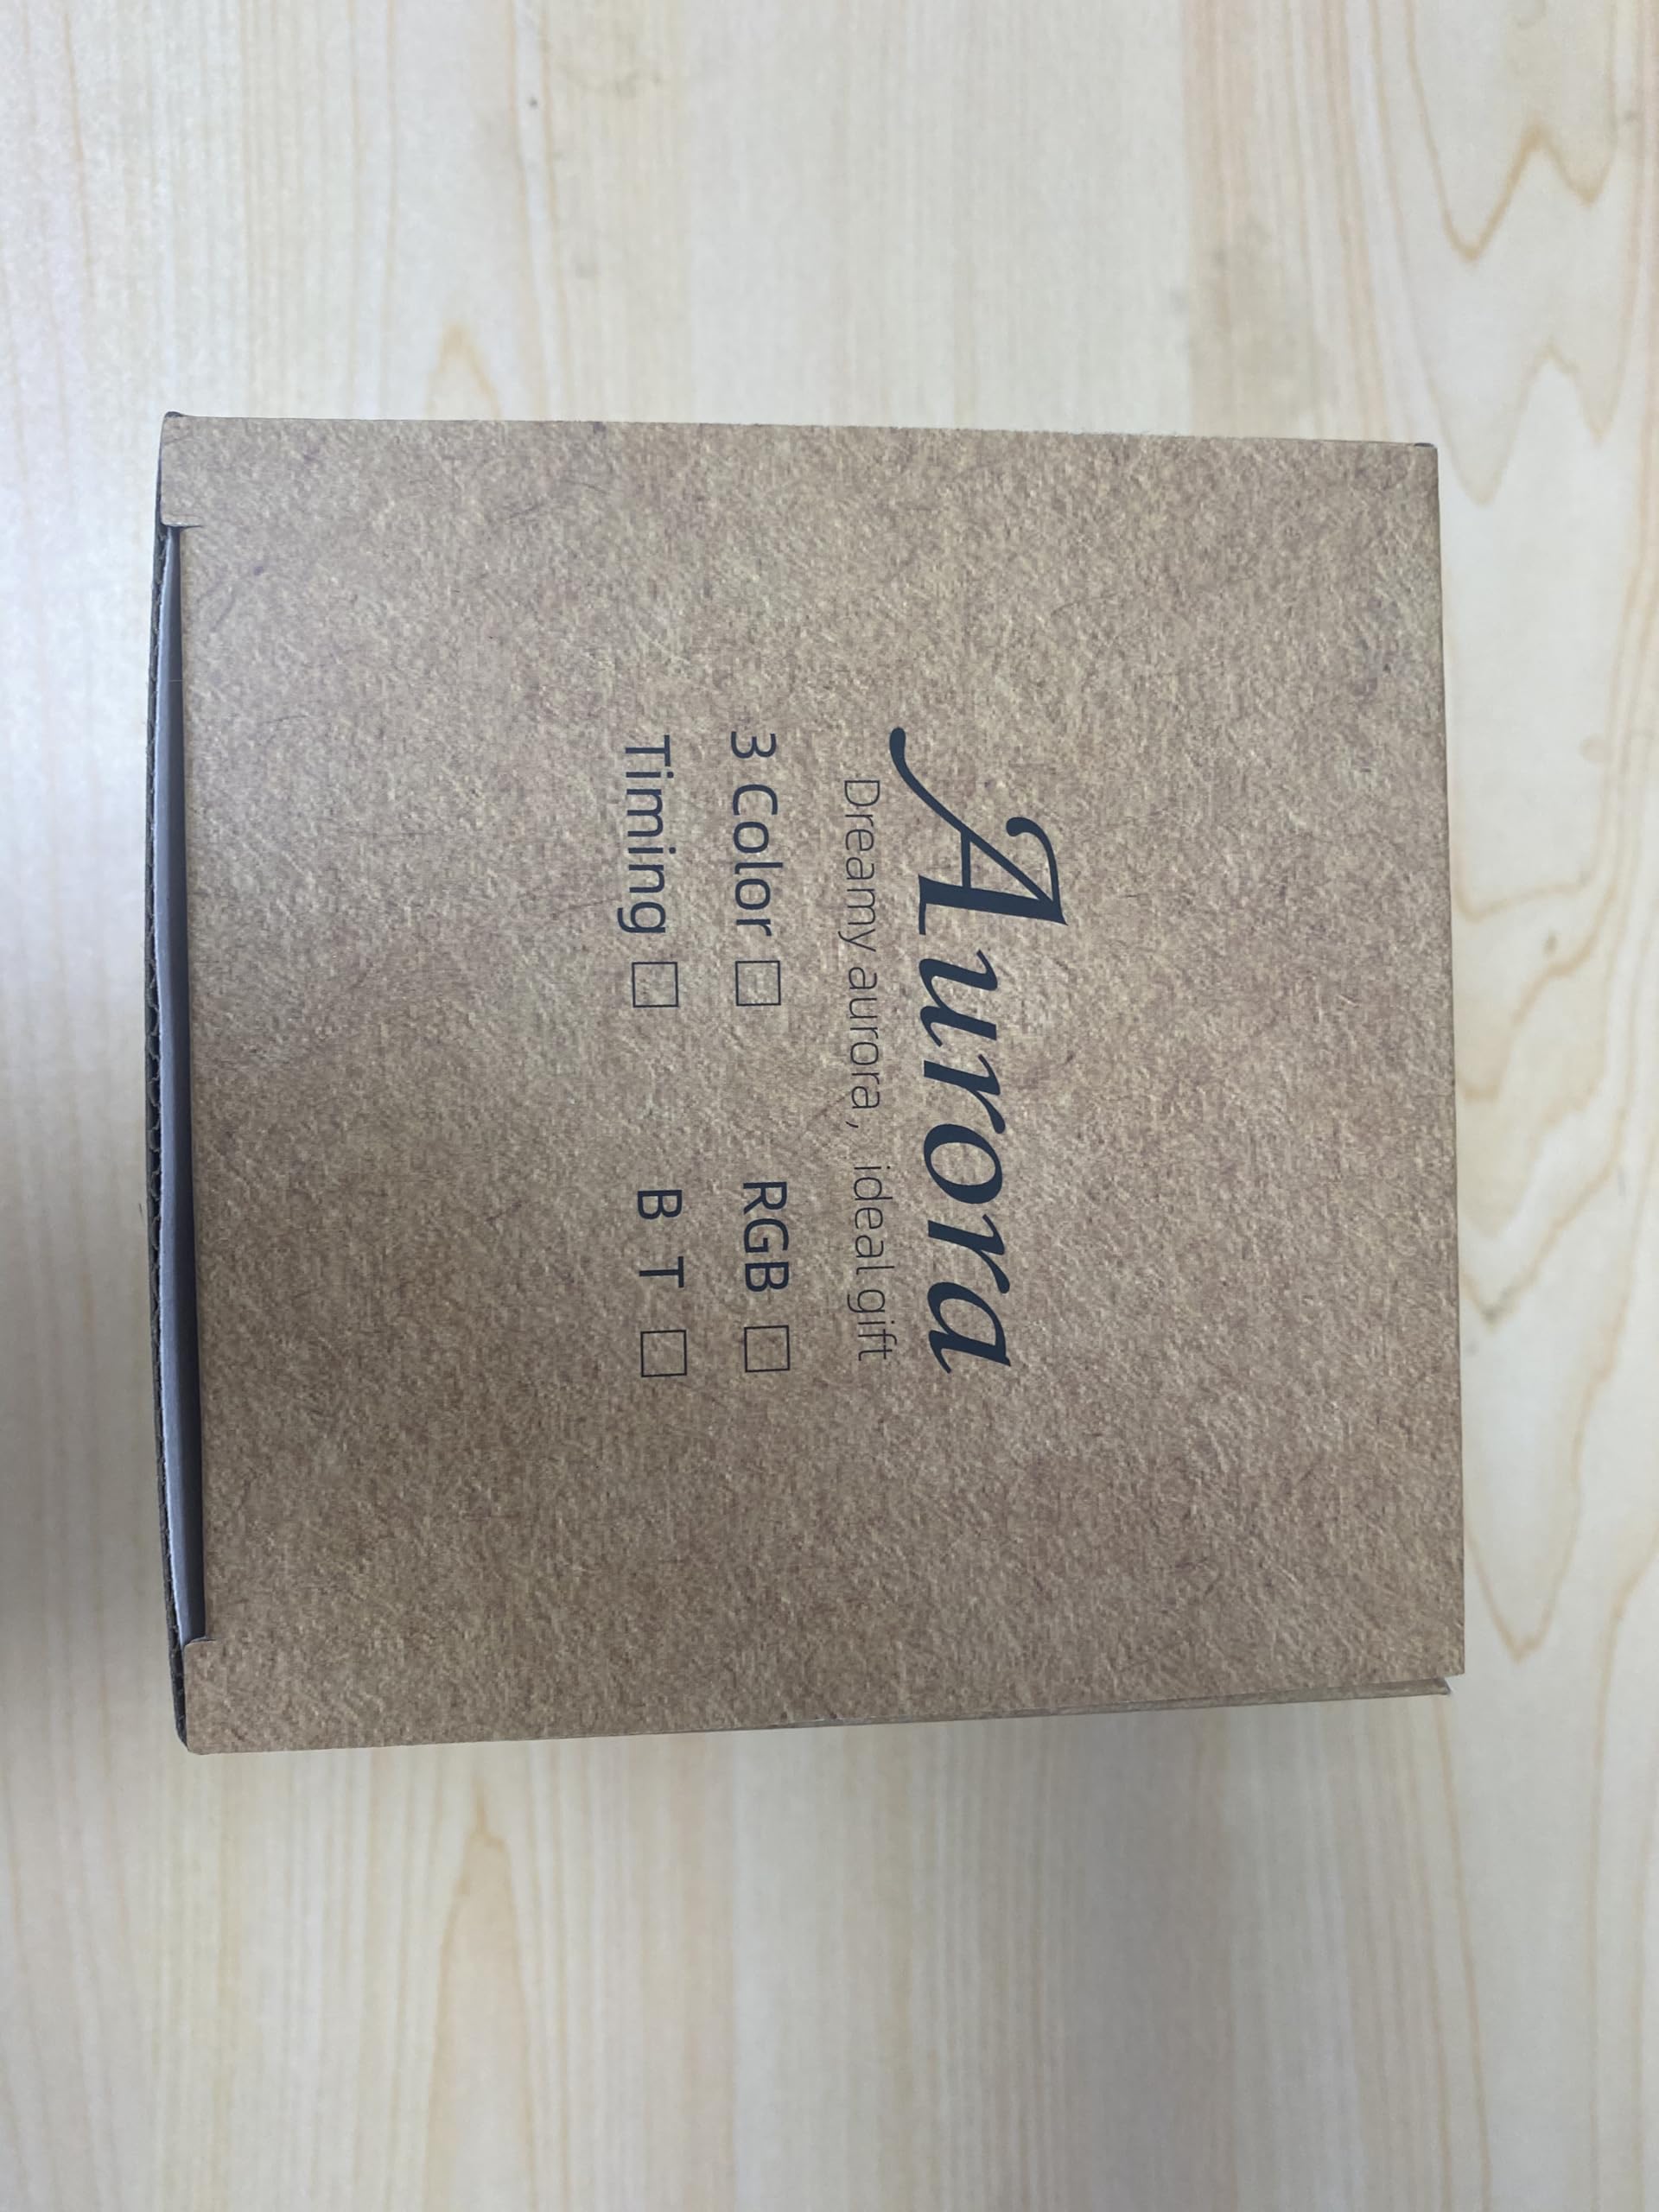 Aurora
Dreamy aurora, ideal gift
3 Color □ RGB □
Timing □ B T □